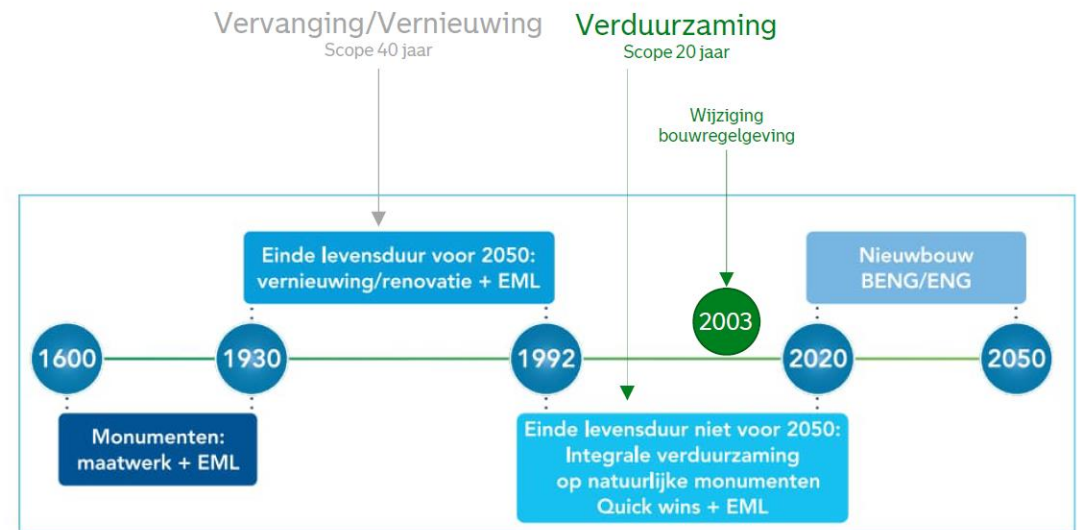 Vervanging/Vernieuwing
Scope 40 jaar
Verduurzaming
Scope 20 jaar
Wijziging
bouwregelgeving
Einde levensduur voor 2050:
vernieuwing/renovatie + EML
Nieuwbouw
BENG/ENG
2003
1600
1930
1992
2020
2050
Monumenten:
maatwerk + EML
Einde levensduur niet voor 2050:
Integrale verduurzaming
op natuurlijke monumenten
Quick wins + EML